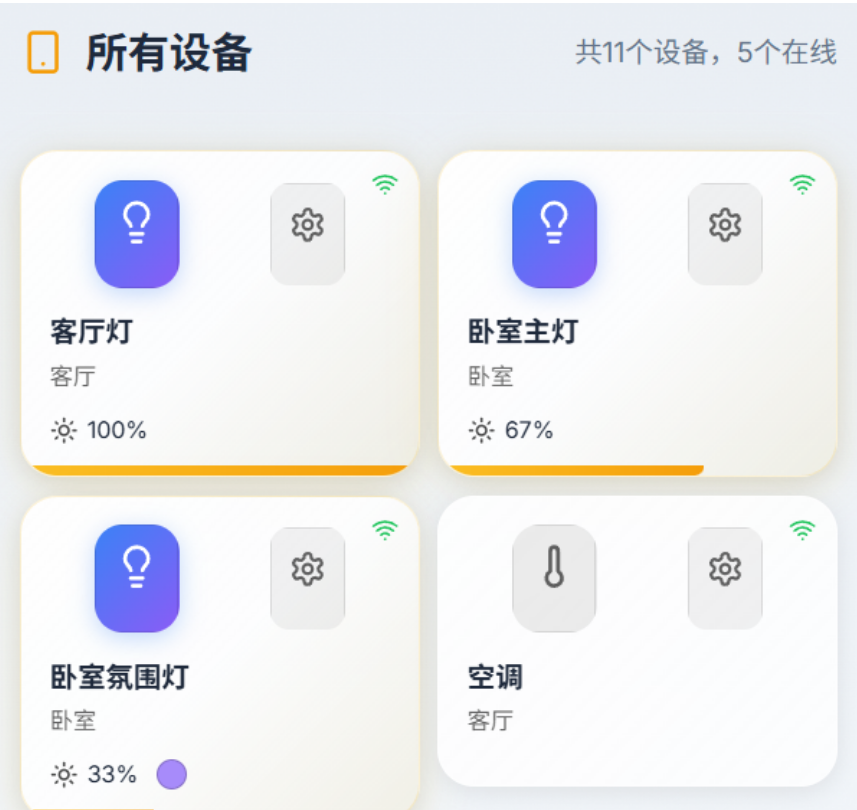 所有设备
共11个设备，5个在线
客厅灯
客厅
100%
卧室主灯
卧室
67%
卧室氛围灯
卧室
33%
空调
客厅